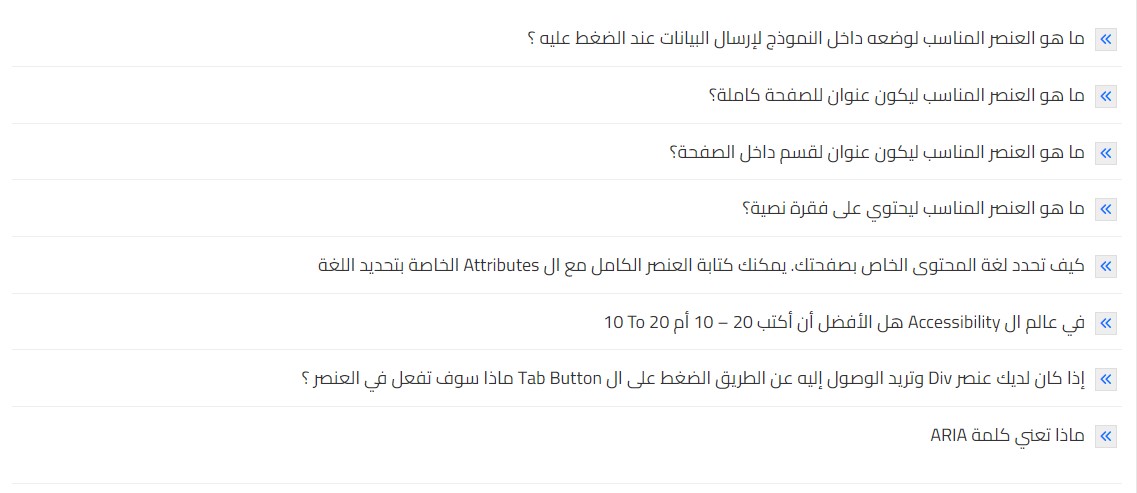 ما هو العنصر المناسب لوضعه داخل النموذج لإرسال البيانات عند الضغط عليه ؟
ما هو العنصر المناسب ليكون عنوان للصفحة كاملة؟
ما هو العنصر المناسب ليكون عنوان لقسم داخل الصفحة؟
ما هو العنصر المناسب ليحتوي على فقرة نصية؟
كيف تحدد لغة المحتوى الخاص بصفحتك. يمكنك كتابة العنصر الكامل مع ال Attributes الخاصة بتحديد اللغة
في عالم ال Accessibility هل الأفضل أن أكتب 20 – 10 أم 20 To 10
إذا كان لديك عنصر Div وتريد الوصول إليه عن الطريق الضغط على ال Tab Button ماذا سوف تفعل في العنصر ؟
ماذا تعني كلمة ARIA